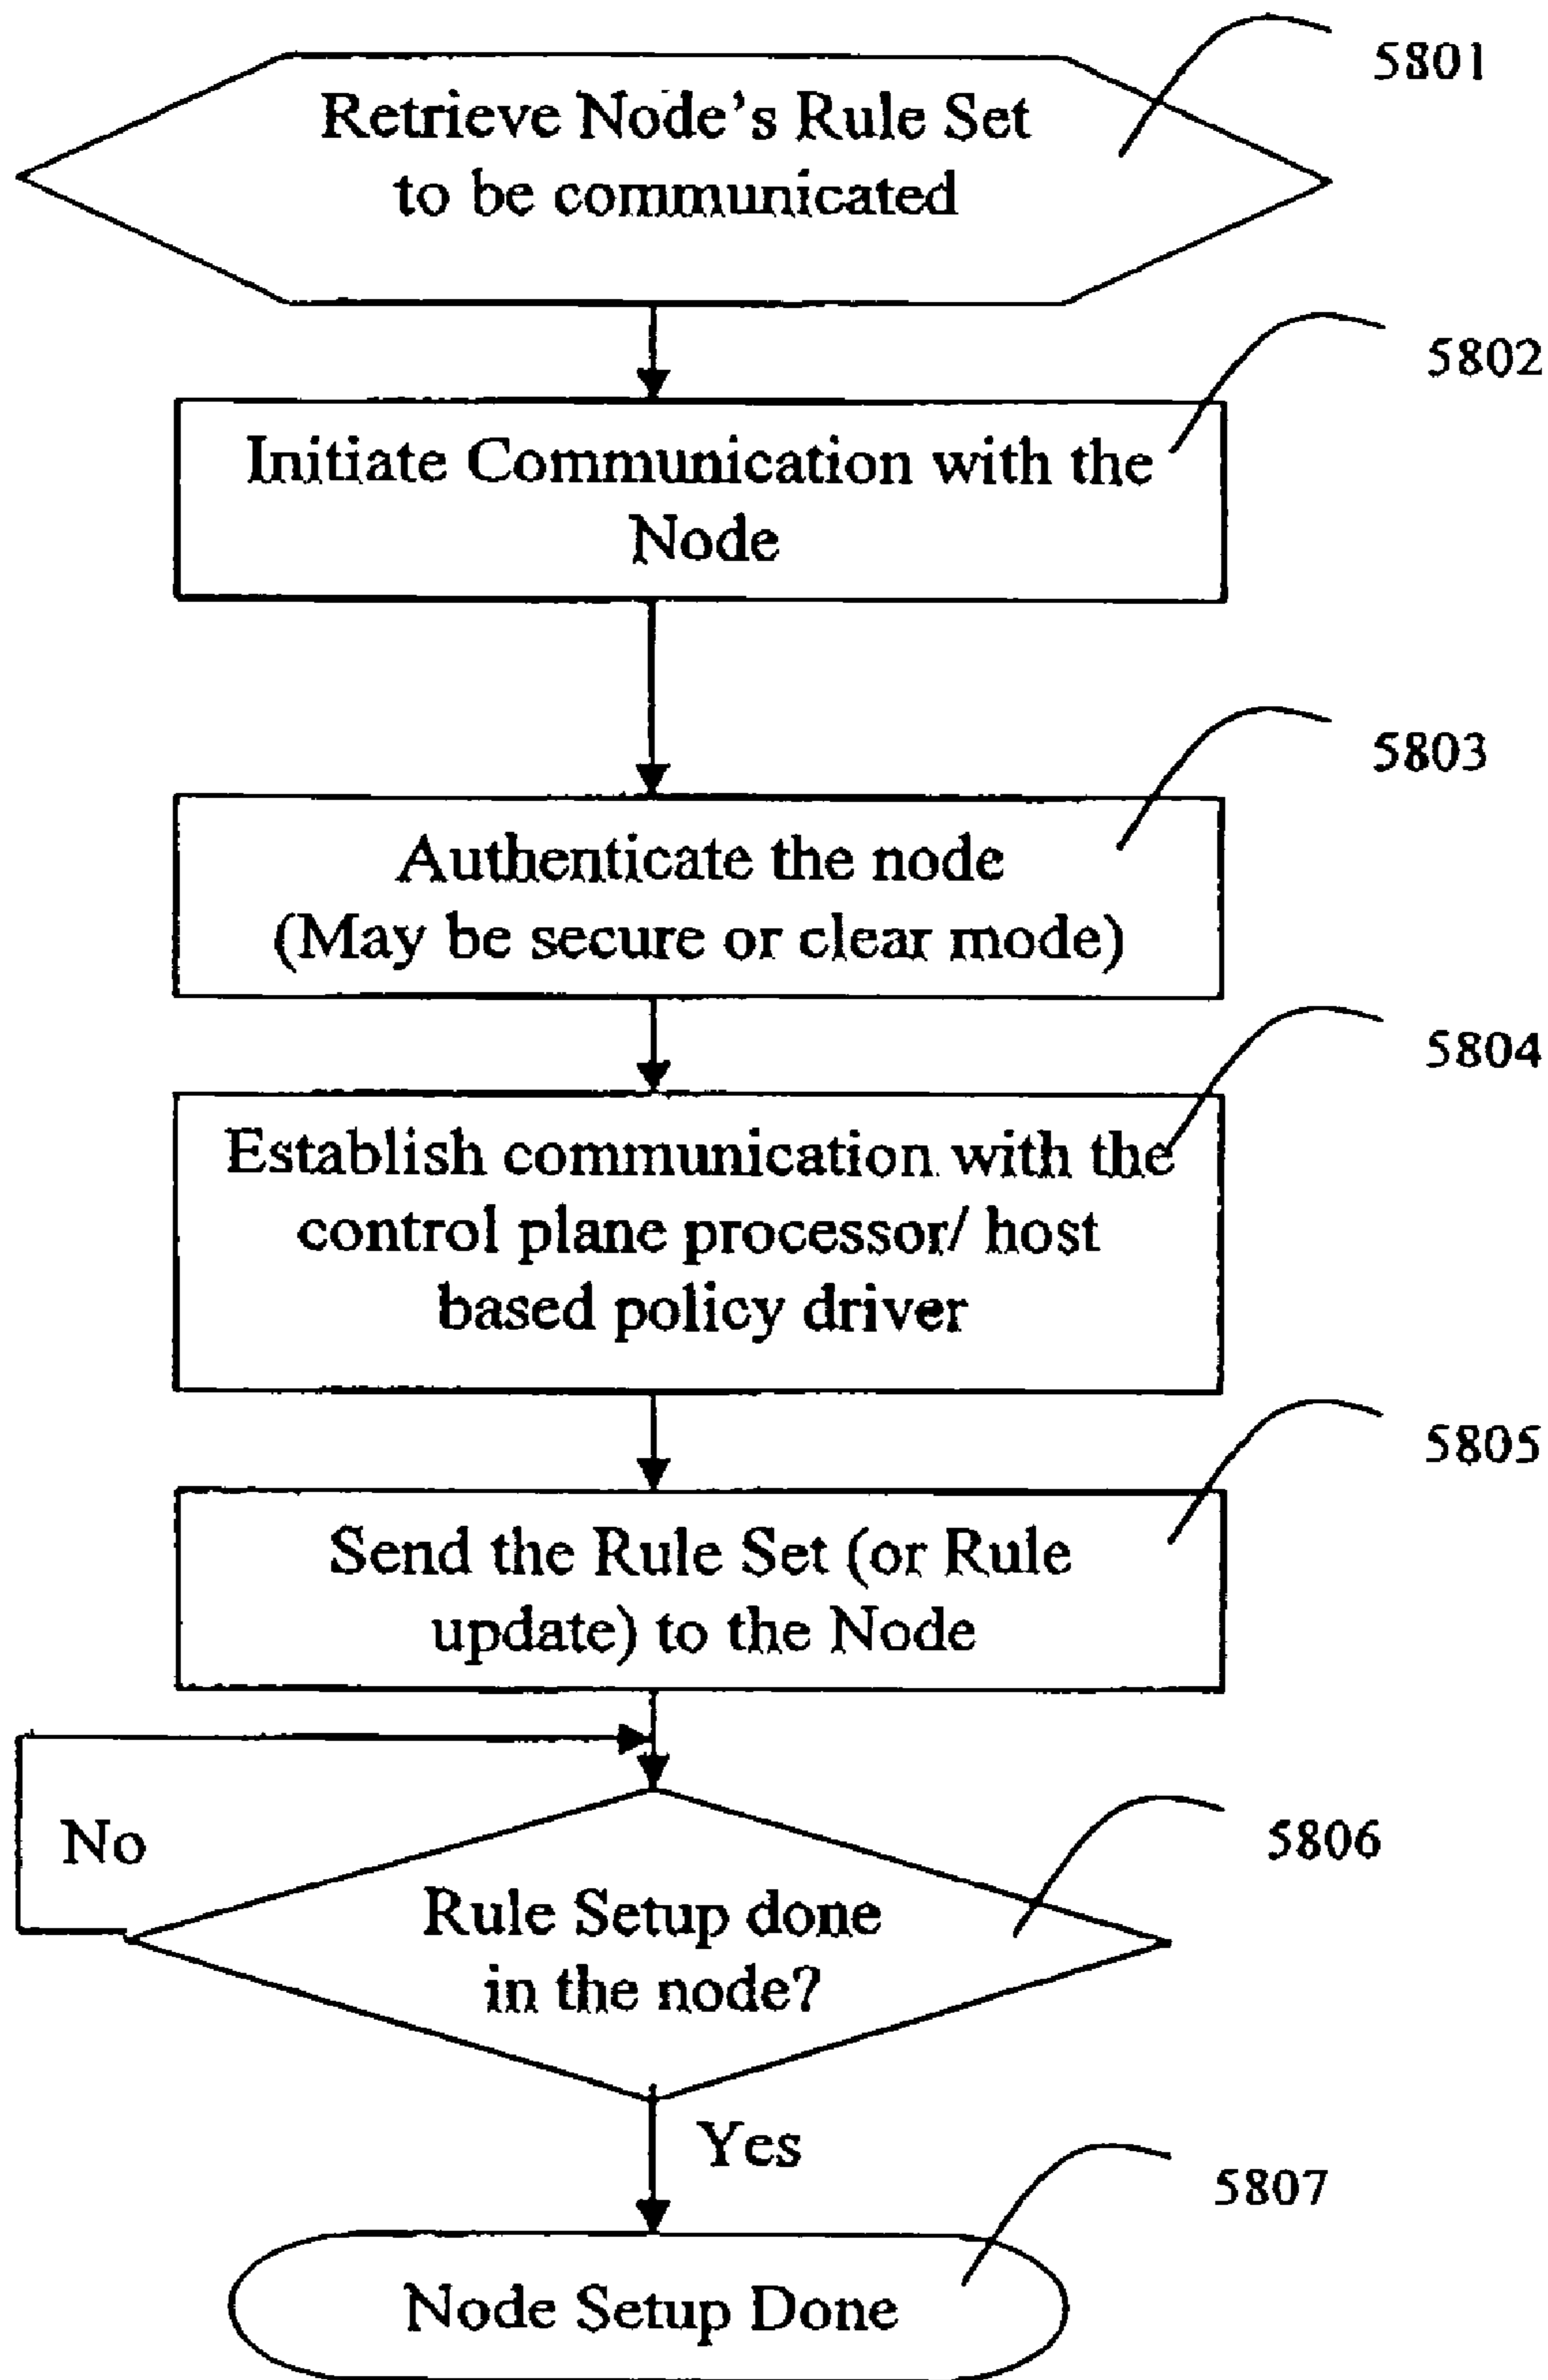 5801
Retrieve Node's Rule Set
to be communicated
5802
Initiate Communication with the
Node
5803
Authenticate the node
(May be secure or clear mode)
5804
Establish communication with the
control plane processor/ host
based policy driver
5805
Send the Rule Set (or Rule
update) to the Node
No
5806
Rule Setup done
in the node?
Yes
5807
Node Setup Done